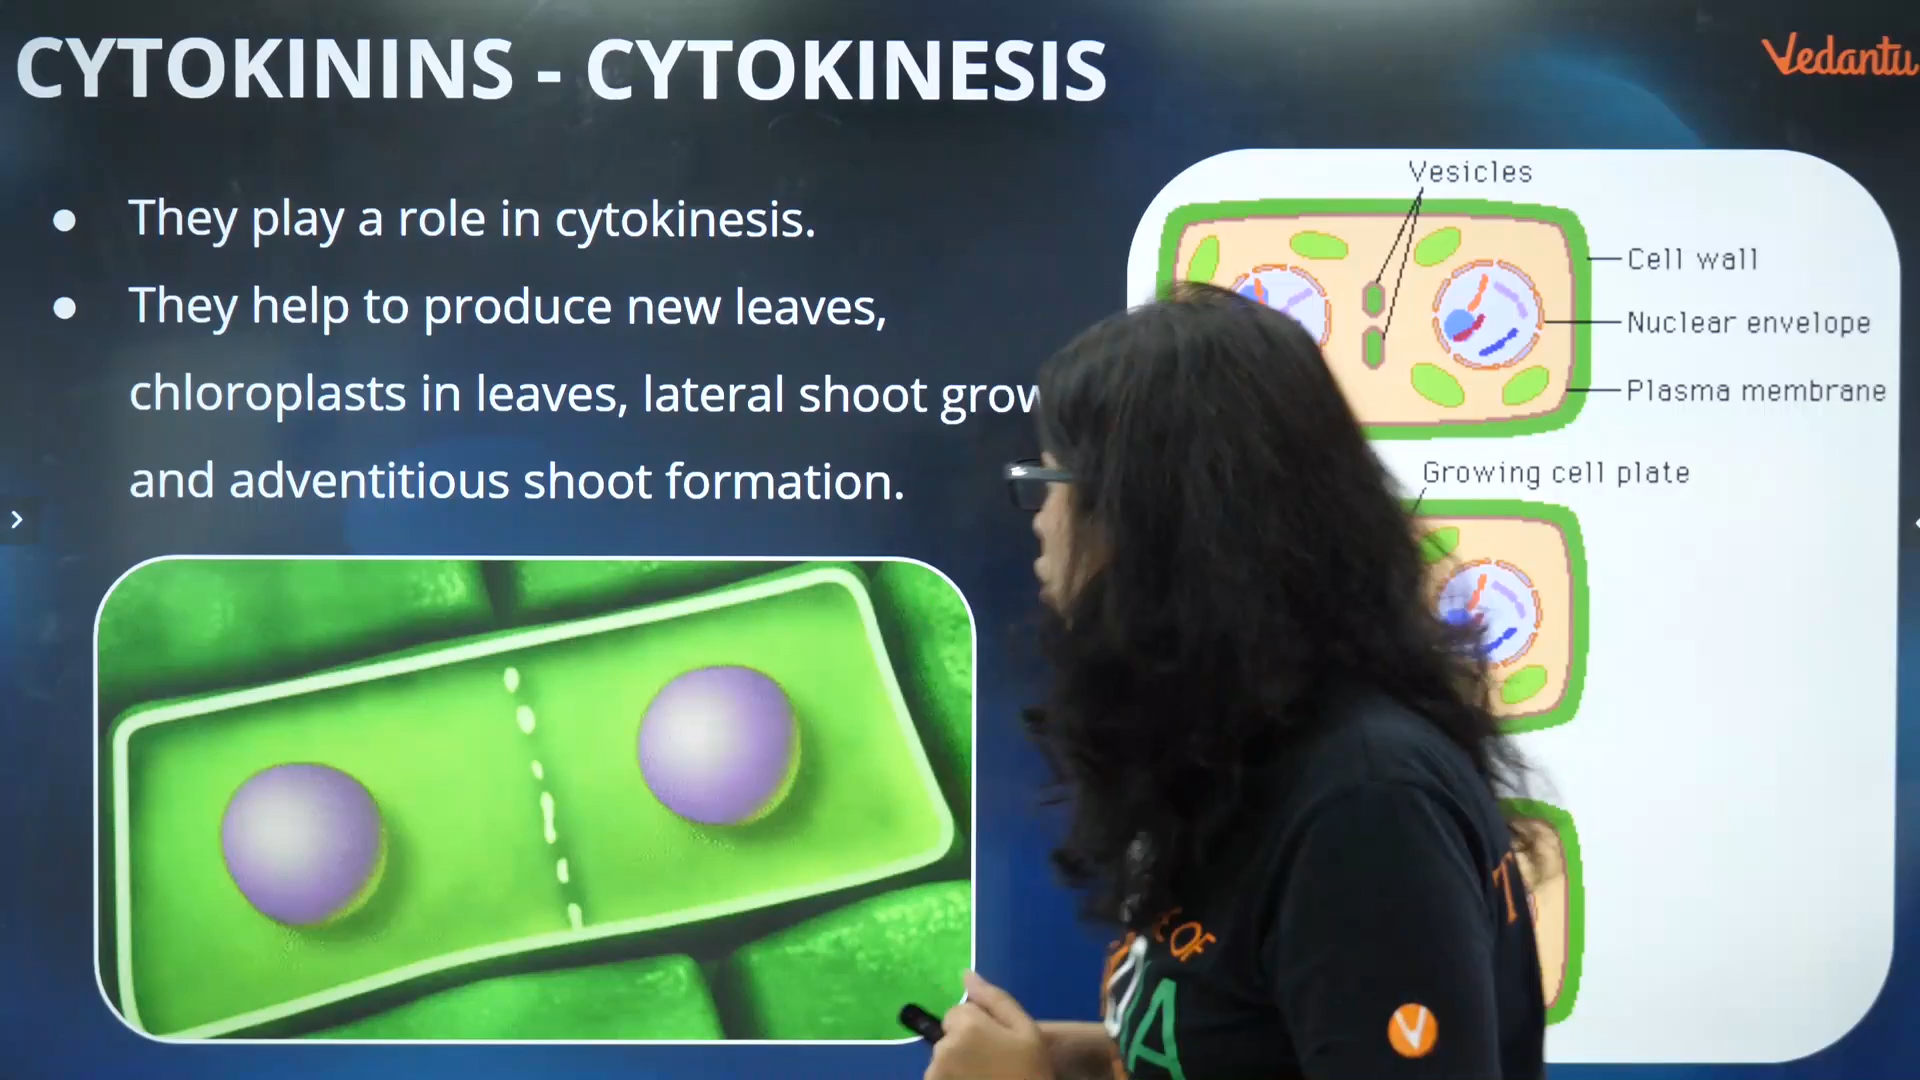 CYTOKININS - CYTOKINESIS
Vedantu
● They play a role in cytokinesis.
● They help to produce new leaves,
chloroplasts in leaves, lateral shoot
and adventitious shoot formation.
Vesicles
Cell wall
Nuclear envelope
Plasma membrane
Growing cell plate
OF
V